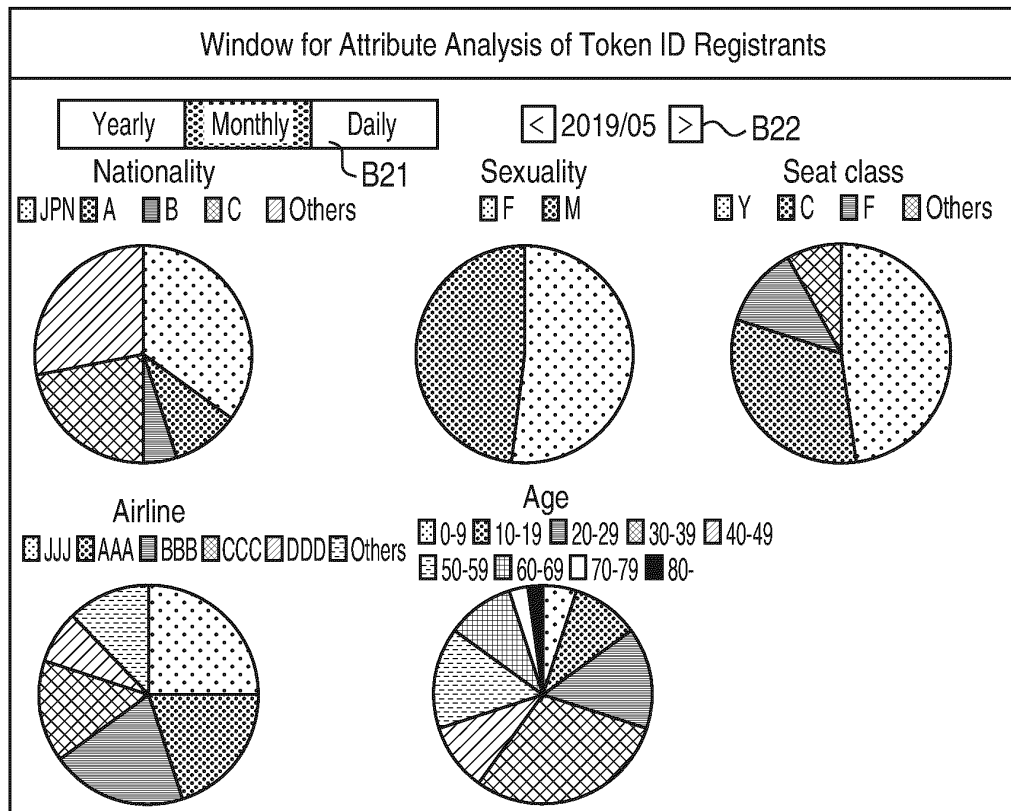 Window for Attribute Analysis of Token ID Registrants
Yearly Monthly Daily < 2019/05 > B22
B21
Nationality
JPN A B C Others
Sexuality
F M
Seat class
Y C F Others
Airline
JJJ AAA BBB CCC DDD Others
Age
0-9 10-19 20-29 30-39 40-49
50-59 60-69 70-79 80-